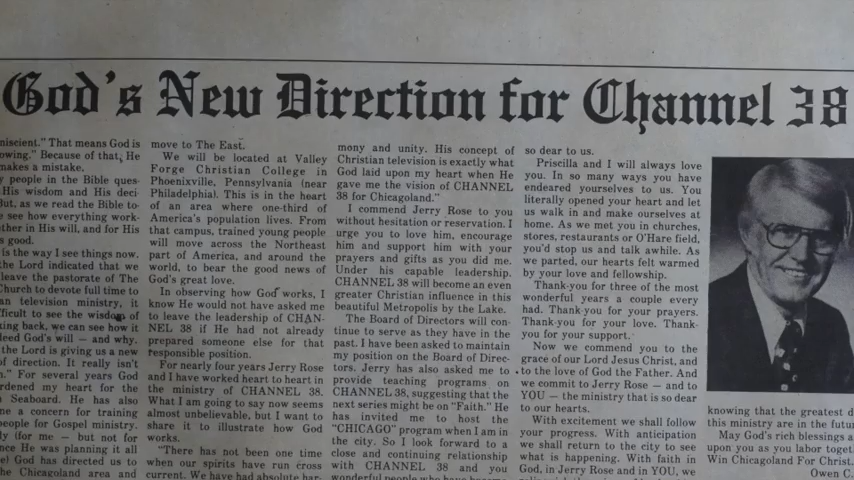 God's New Direction for Channel 38
niscient." That means God is
owing." Because of that, He
makes a mistake.
y people in the Bible ques-
His wisdom and His deci-
But, as we read the Bible to-
e see how everything work-
ether in His will, and for His
s good.
is the way I see things now.
the Lord indicated that we
leave the pastorate of The
Church to devote full time to
an television ministry, it
fficult to see the wisdom of
king back, we can see how it
deed God's will — and why.
the Lord is giving us a new
of direction. It really isn't
." For several years God
rdened my heart for the
Seaboard. He has also
ne a concern for training
people for Gospel ministry.
ly (for me — but not for
nce He was planning it all
e) God has directed us to
he Chicagoland area and
move to The East.
We will be located at Valley
Forge Christian College in
Phoenixville, Pennsylvania (near
Philadelphia). This is in the heart
of an area where one-third of
America's population lives. From
that campus, trained young people
will move across the Northeast
part of America, and around the
world, to bear the good news of
God's great love.
In observing how God works, I
know He would not have asked me
to leave the leadership of CHAN-
NEL 38 if He had not already
prepared someone else for that
responsible position.
For nearly four years Jerry Rose
and I have worked heart to heart in
the ministry of CHANNEL 38.
What I am going to say now seems
almost unbelievable, but I want to
share it to illustrate how God
works.
"There has not been one time
when our spirits have run cross
current. We have had absolute har-
mony and unity. His concept of
Christian television is exactly what
God laid upon my heart when He
gave me the vision of CHANNEL
38 for Chicagoland."
I commend Jerry Rose to you
without hesitation or reservation. I
urge you to love him, encourage
him and support him with your
prayers and gifts as you did me.
Under his capable leadership.
CHANNEL 38 will become an even
greater Christian influence in this
beautiful Metropolis by the Lake.
The Board of Directors will con-
tinue to serve as they have in the
past. I have been asked to maintain
my position on the Board of Direc-
tors. Jerry has also asked me to
provide teaching programs on
CHANNEL 38, suggesting that the
next series might be on "Faith." He
has invited me to host the
"CHICAGO" program when I am in
the city. So I look forward to a
close and continuing relationship
with CHANNEL 38 and you
wonderful people who have become
so dear to us.
Priscilla and I will always love
you. In so many ways you have
endeared yourselves to us. You
literally opened your heart and let
us walk in and make ourselves at
home. As we met you in churches,
stores, restaurants or O'Hare field,
you'd stop us and talk awhile. As
we parted, our hearts felt warmed
by your love and fellowship.
Thank-you for three of the most
wonderful years a couple every
had. Thank-you for your prayers.
Thank-you for your love. Thank-
you for your support.
Now we commend you to the
grace of our Lord Jesus Christ, and
to the love of God the Father. And
we commit to Jerry Rose — and to
YOU — the ministry that is so dear
to our hearts.
With excitement we shall follow
your progress. With anticipation
we shall return to the city to see
what is happening. With faith in
God, in Jerry Rose and in YOU, we
knowing that the greatest d
this ministry are in the futur
May God's rich blessings a
upon you as you labor toget
Win Chicagoland For Christ.
Owen C.